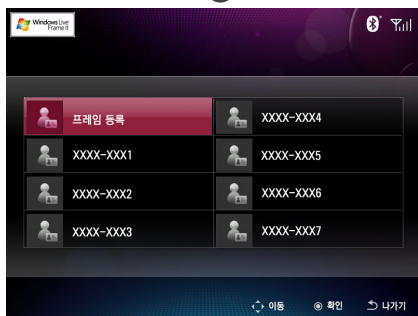 Windows Live
Frame It
프레임 등록
XXXX-XXX1
XXXX-XXX2
XXXX-XXX3
XXXX-XXX4
XXXX-XXX5
XXXX-XXX6
XXXX-XXX7
이동
확인
나가기